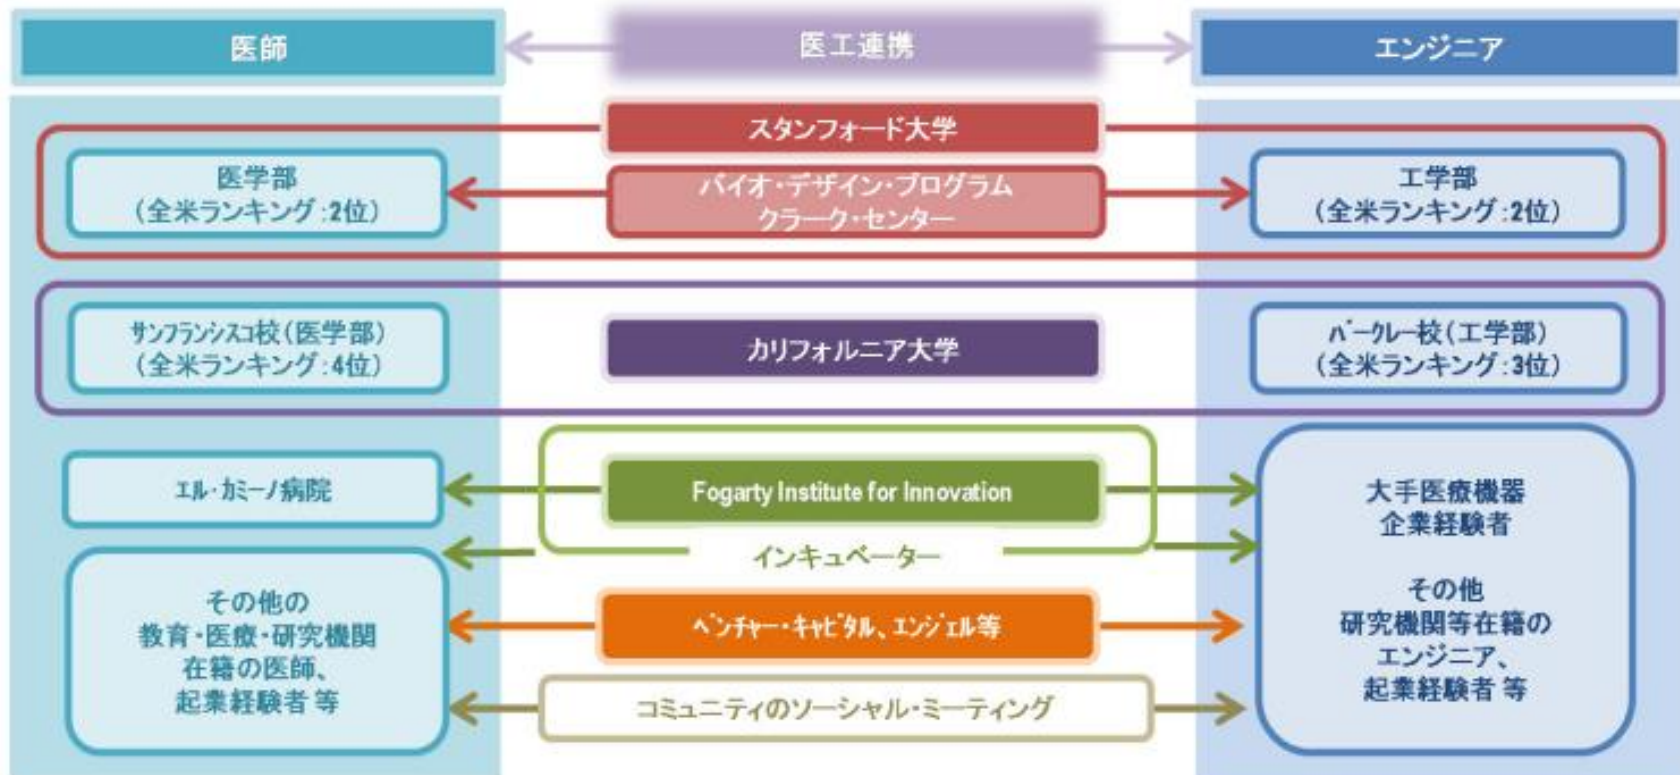 医師
医工連携
エンジニア
スタンフォード大学
医学部
(全米ランキング:2位)
バイオ・デザイン・プログラム
クラーク・センター
工学部
(全米ランキング:2位)
サンフランシスコ校(医学部)
(全米ランキング:4位)
カリフォルニア大学
バークレー校(工学部)
(全米ランキング:3位)
エル・カミーノ病院
Fogarty Institute for Innovation
インキュベーター
大手医療機器
企業経験者
その他
研究機関等在籍の
エンジニア、
起業経験者 等
その他の
教育・医療・研究機関
在籍の医師、
起業経験者 等
ベンチャー・キャピタル、エンジェル等
コミュニティのソーシャル・ミーティング